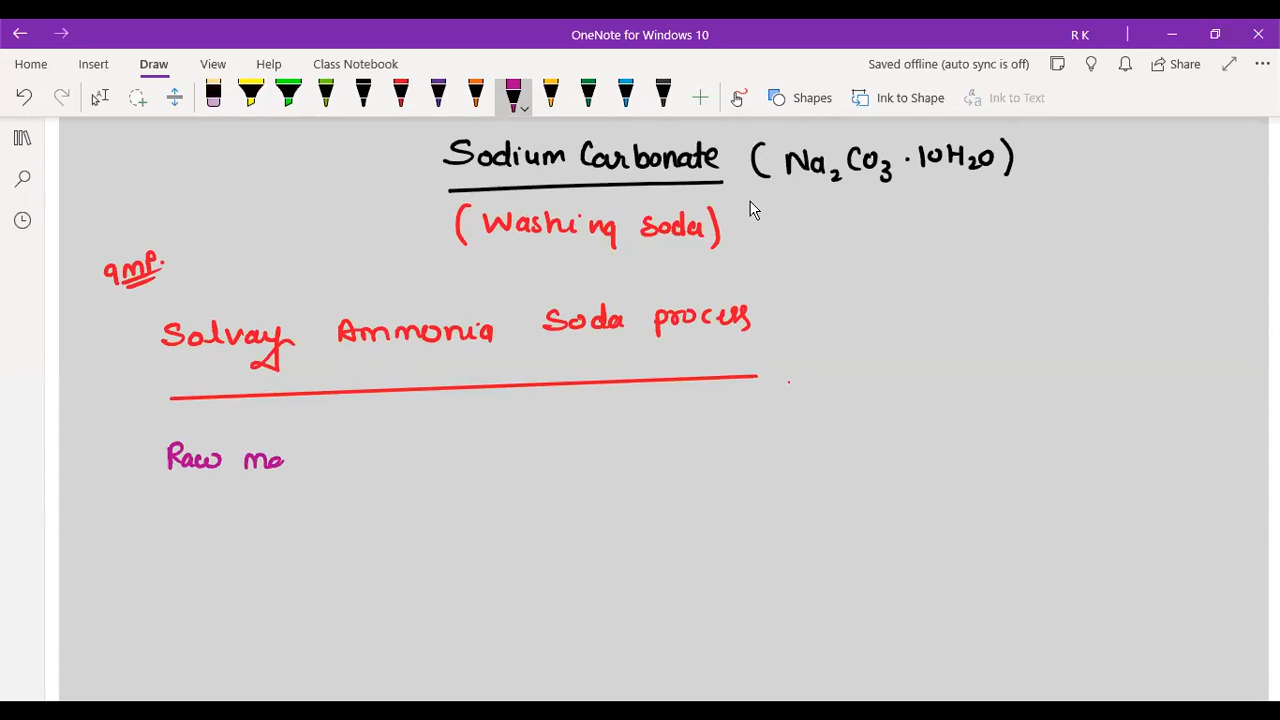 OneNote for Windows 10
R K
Home Insert Draw View Help Class Notebook
Saved offline (auto sync is off)
Share
Shapes
Ink to Shape
Ink to Text
Sodium Carbonate (Na₂CO₃·10H₂O)
(Washing Soda)
Imp.
Solvay Ammonia Soda process
Raw ma